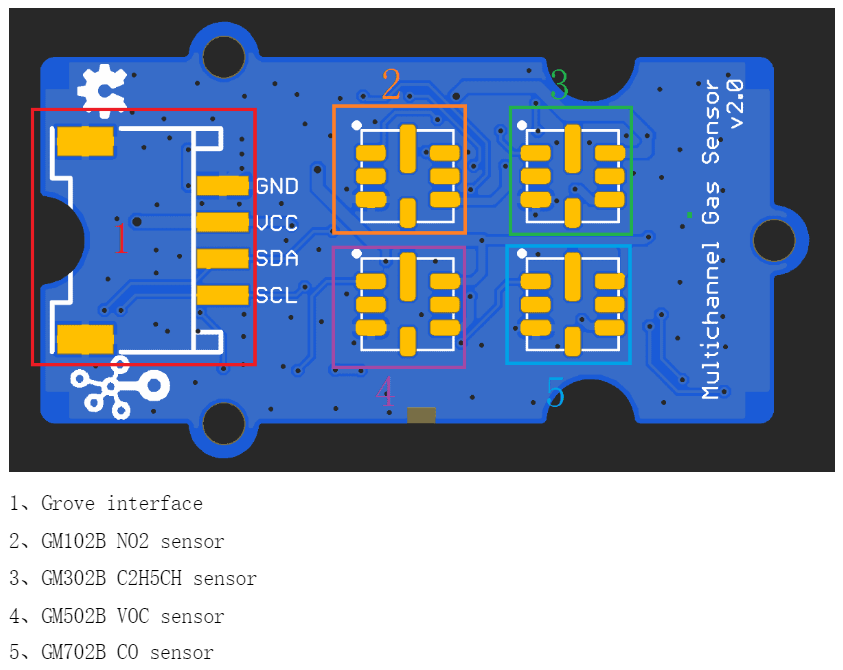 2
3
GND
VCC
SDA
SCL
1
Multichannel Gas Sensor
v2.0
4
5
1、Grove interface
2、GM102B NO2 sensor
3、GM302B C2H5CH sensor
4、GM502B VOC sensor
5、GM702B CO sensor